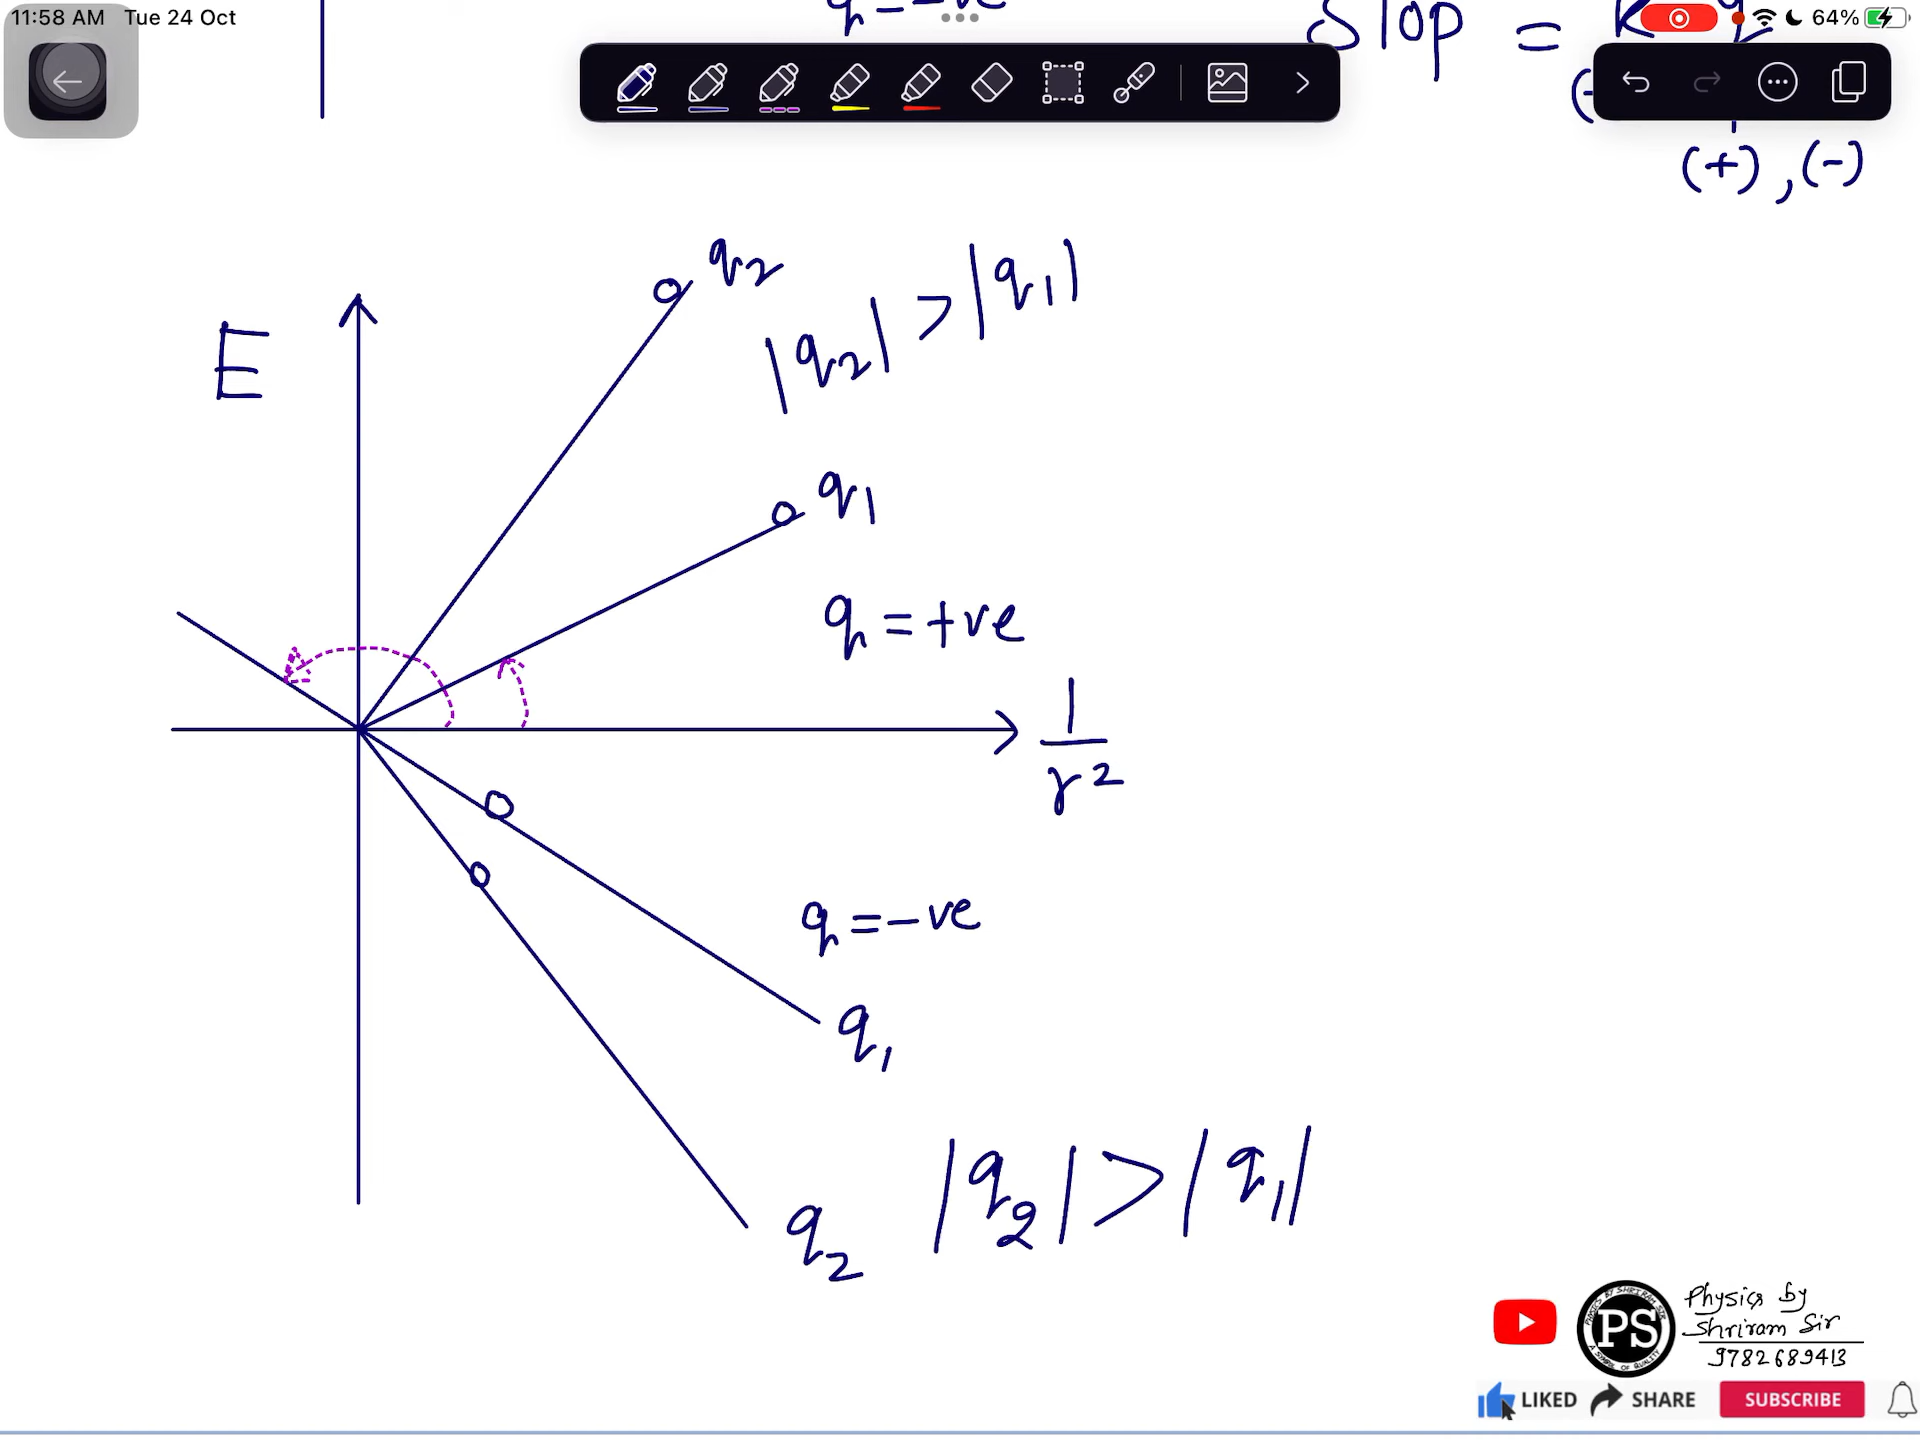 11:58 AM Tue 24 Oct
64%
q = -ve
Slop = K q
(+) , (-)
q2
|q2| > |q1|
E
q1
q = +ve
1
r2
q = -ve
q1
q2
|q2| > |q1|
PS
Physics by
Shriram Sir
9782689413
LIKED SHARE SUBSCRIBE